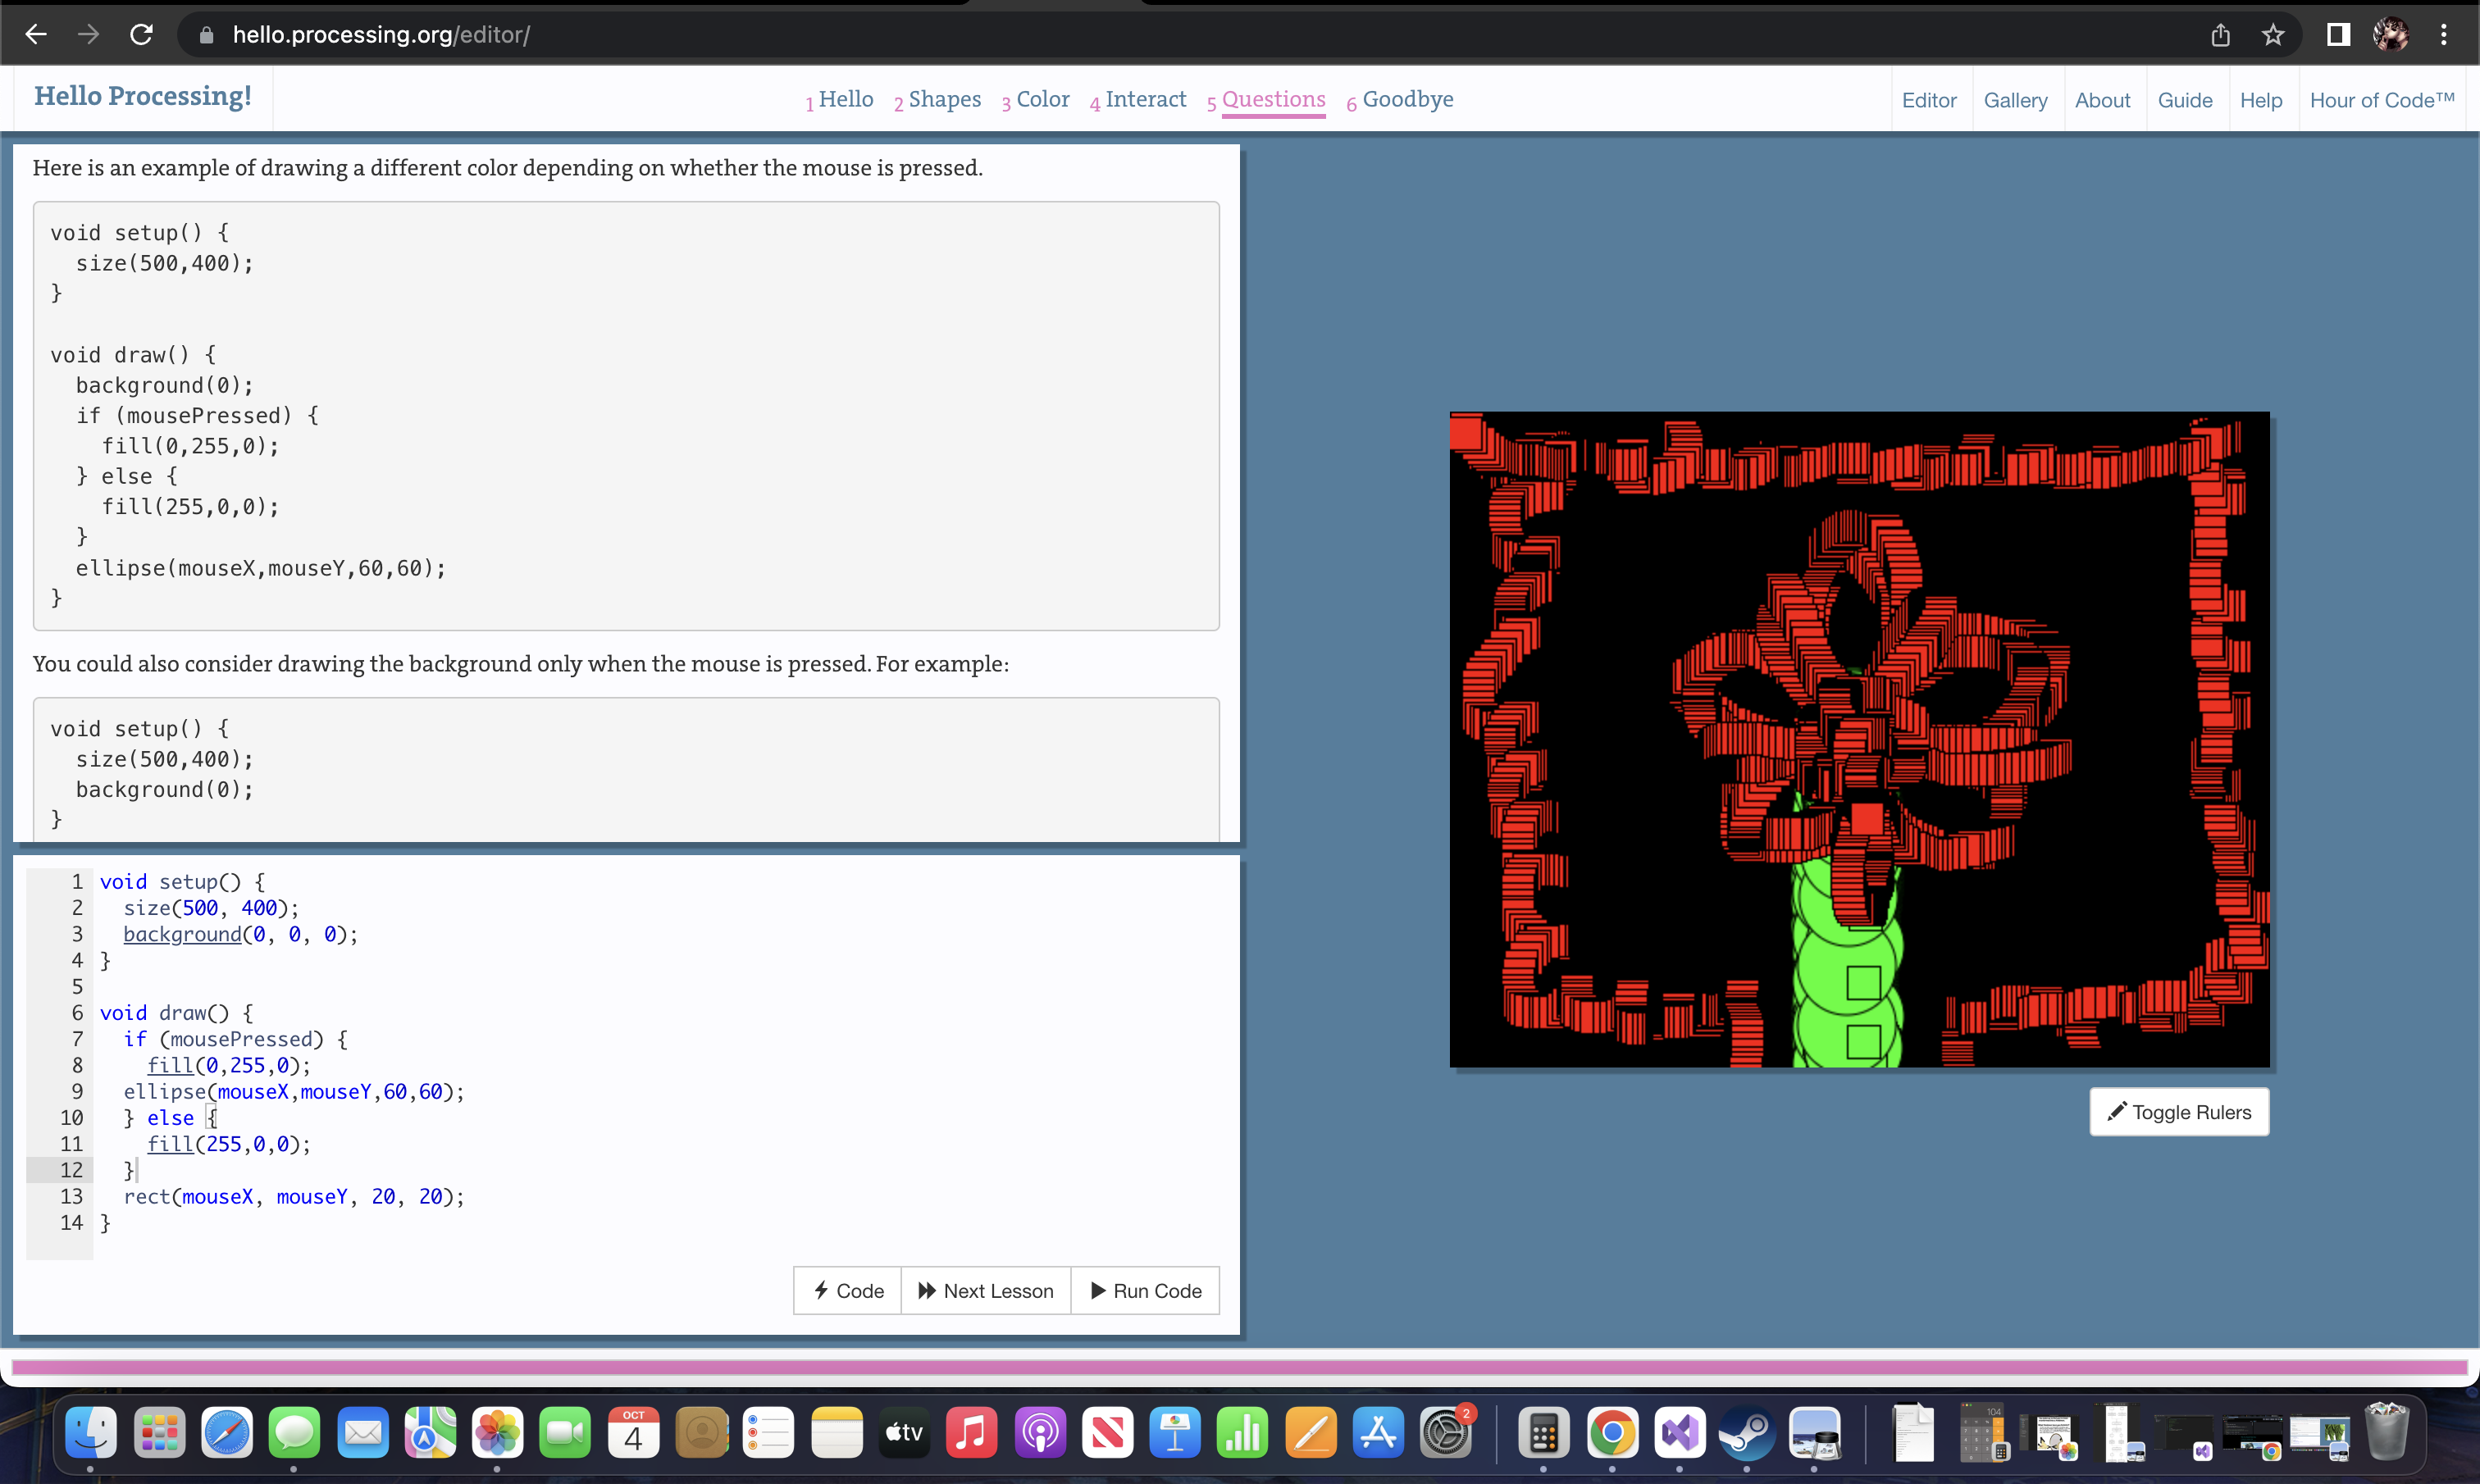 hello.processing.org/editor/
Hello Processing!
1 Hello 2 Shapes 3 Color 4 Interact 5 Questions 6 Goodbye
Editor Gallery About Guide Help Hour of Code™
Here is an example of drawing a different color depending on whether the mouse is pressed.
void setup() {
size(500,400);
}
void draw() {
background(0);
if (mousePressed) {
fill(0,255,0);
} else {
fill(255,0,0);
}
ellipse(mouseX,mouseY,60,60);
}
You could also consider drawing the background only when the mouse is pressed. For example:
void setup() {
size(500,400);
background(0);
}
1 void setup() {
2 size(500, 400);
3 background(0, 0, 0);
4 }
5
6 void draw() {
7 if (mousePressed) {
8 fill(0,255,0);
9 ellipse(mouseX,mouseY,60,60);
10 } else {
11 fill(255,0,0);
12 }
13 rect(mouseX, mouseY, 20, 20);
14 }
Code Next Lesson Run Code
Toggle Rulers
OCT
4
tv
2
104